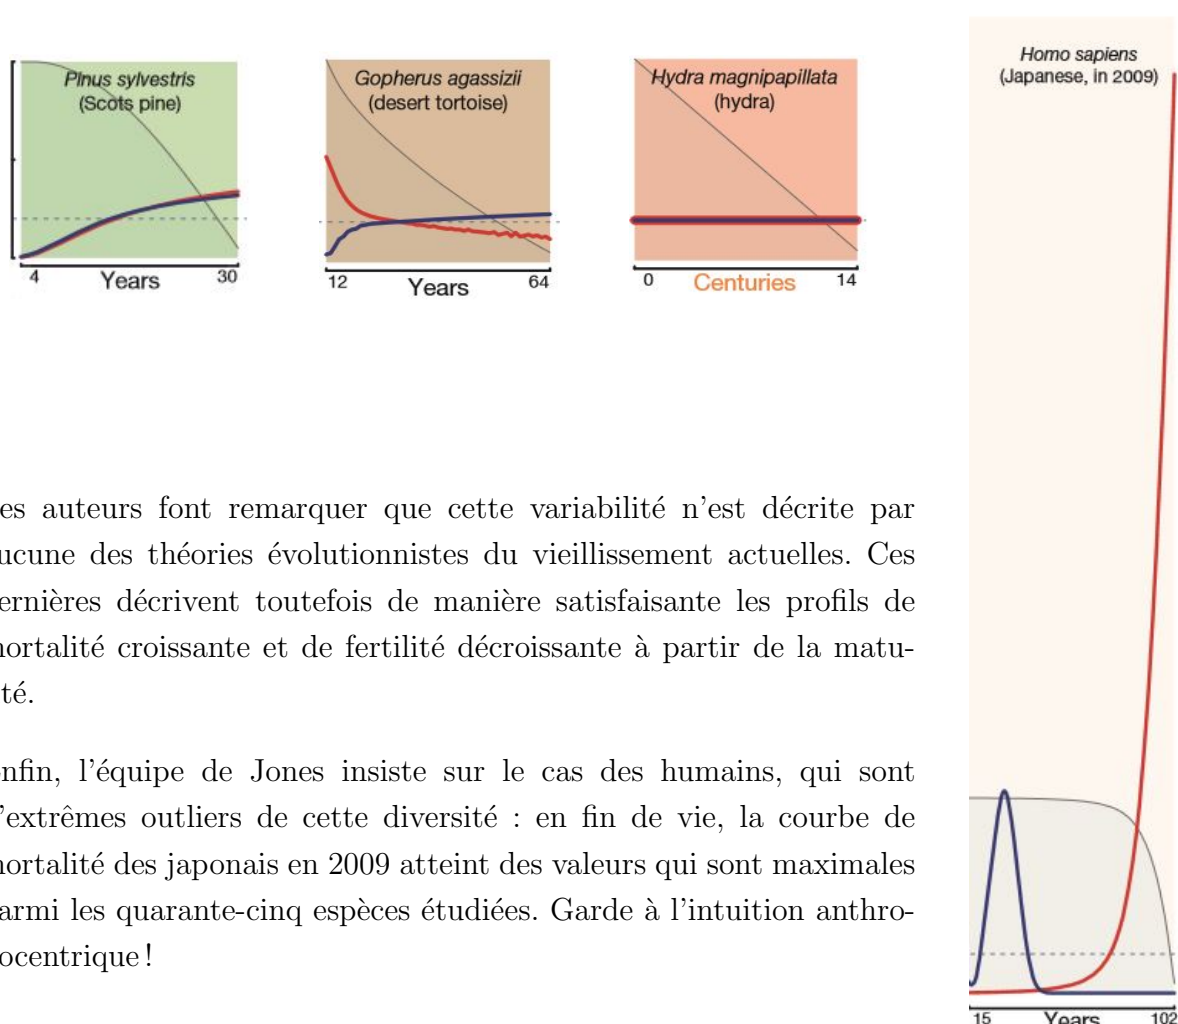 Pinus sylvestris
(Scots pine)
4
Years
30
Gopherus agassizii
(desert tortoise)
12
Years
64
Hydra magnipapillata
(hydra)
0
Centuries
14
Homo sapiens
(Japanese, in 2009)
15
Years
102
es auteurs font remarquer que cette variabilité n'est décrite par
ucune des théories évolutionnistes du vieillissement actuelles. Ces
ernières décrivent toutefois de manière satisfaisante les profils de
nortalité croissante et de fertilité décroissante à partir de la matu-
té.
nfin, l'équipe de Jones insiste sur le cas des humains, qui sont
'extrêmes outliers de cette diversité : en fin de vie, la courbe de
nortalité des japonais en 2009 atteint des valeurs qui sont maximales
armi les quarante-cinq espèces étudiées. Garde à l'intuition anthro-
ocentrique !